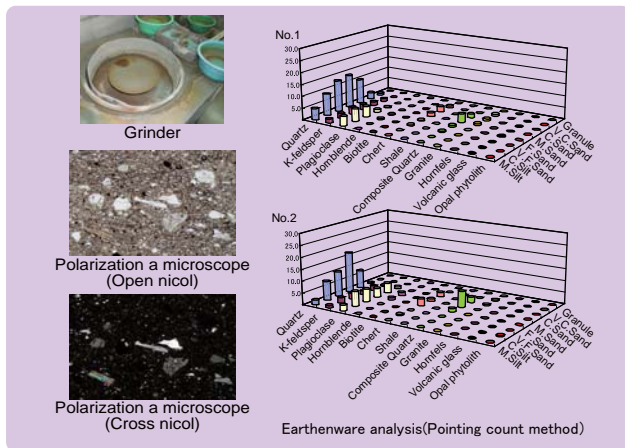 Grinder
Polarization a microscope
(Open nicol)
Polarization a microscope
(Cross nicol)
No.1
30.0
25.0
20.0
15.0
10.0
5.0
Quartz
K-feldsper
Plagioclase
Hornblende
Biotite
Chert
Shale
Composite Quartz
Granite
Hornfels
Volcanic glass
Opal phytolith
Granule
V.C.Sand
C.Sand
M.Sand
F.Sand
V.F.Sand
C.Silt
M.Silt
No.2
30.0
25.0
20.0
15.0
10.0
5.0
Quartz
K-feldsper
Plagioclase
Hornblende
Biotite
Chert
Shale
Composite Quartz
Granite
Hornfels
Volcanic glass
Opal phytolith
Granule
V.C.Sand
C.Sand
M.Sand
F.Sand
V.F.Sand
C.Silt
M.Silt
Earthenware analysis(Pointing count method)